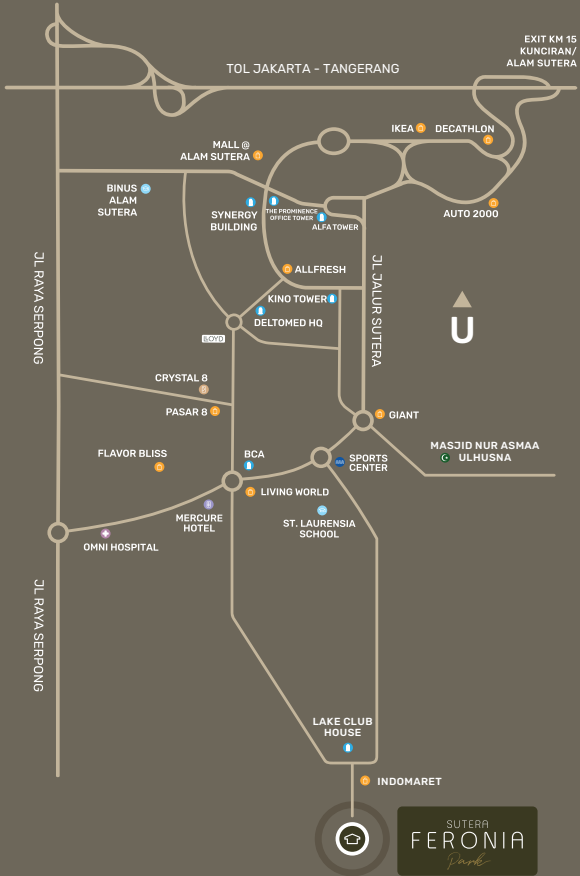 EXIT KM 15
KUNCIRAN/
ALAM SUTERA
TOL JAKARTA - TANGERANG
IKEA
DECATHLON
MALL @
ALAM SUTERA
BINUS
ALAM
SUTERA
SYNERGY
BUILDING
THE PROMINENCE
OFFICE TOWER
ALFA TOWER
AUTO 2000
JL RAYA SERPONG
JL JALUR SUTERA
ALLFRESH
KINO TOWER
DELTOMED HQ
BOYD
U
CRYSTAL 8
PASAR 8
GIANT
FLAVOR BLISS
BCA
SPORTS
CENTER
MASJID NUR ASMAA
ULHUSNA
LIVING WORLD
MERCURE
HOTEL
ST. LAURENSIA
SCHOOL
OMNI HOSPITAL
JL RAYA SERPONG
LAKE CLUB
HOUSE
INDOMARET
SUTERA
FERONIA
Park